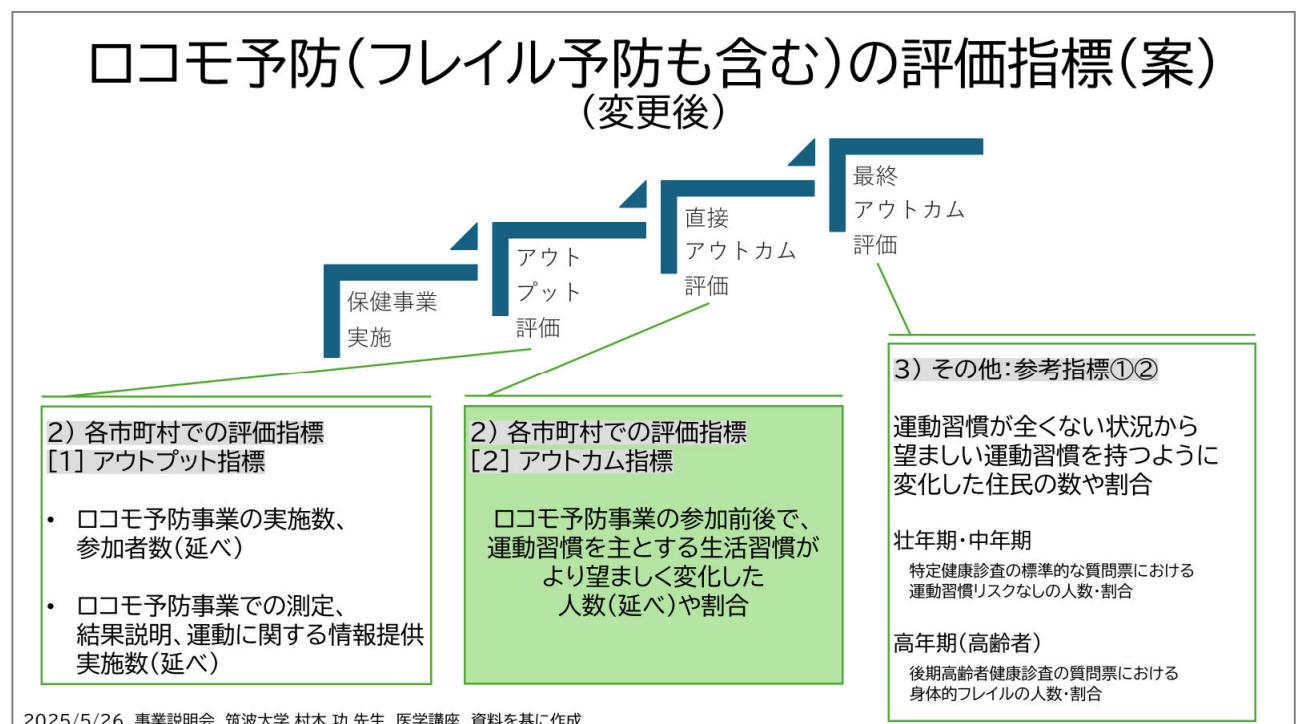 ロコモ予防(フレイル予防も含む)の評価指標(案)
(変更後)
保健事業
実施
アウト
プット
評価
直接
アウトカム
評価
最終
アウトカム
評価
2) 各市町村での評価指標
[1] アウトプット指標
• ロコモ予防事業の実施数、
参加者数(延べ)
• ロコモ予防事業での測定、
結果説明、運動に関する情報提供
実施数(延べ)
2) 各市町村での評価指標
[2] アウトカム指標
ロコモ予防事業の参加前後で、
運動習慣を主とする生活習慣が
より望ましく変化した
人数(延べ)や割合
3) その他:参考指標①②
運動習慣が全くない状況から
望ましい運動習慣を持つように
変化した住民の数や割合
壮年期・中年期
特定健康診査の標準的な質問票における
運動習慣リスクなしの人数・割合
高年期(高齢者)
後期高齢者健康診査の質問票における
身体的フレイルの人数・割合
2025/5/26 事業説明会 筑波大学 村木 功 先生 医学講座 資料を基に作成